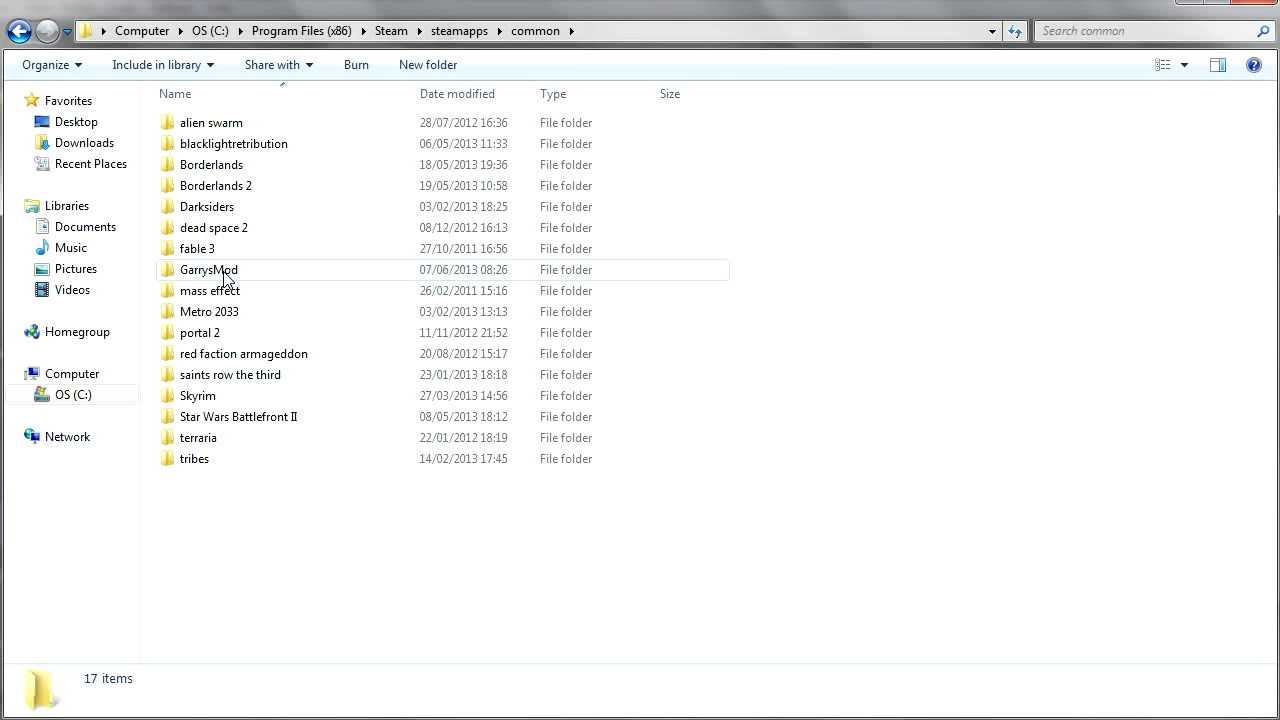 Computer OS (C:) Program Files (x86) Steam steamapps common Search common
Organize Include in library Share with Burn New folder
Favorites
Desktop
Downloads
Recent Places
Libraries
Documents
Music
Pictures
Videos
Homegroup
Computer
OS (C:)
Network
Name Date modified Type Size
alien swarm 28/07/2012 16:36 File folder
blacklightretribution 06/05/2013 11:33 File folder
Borderlands 18/05/2013 19:36 File folder
Borderlands 2 19/05/2013 10:58 File folder
Darksiders 03/02/2013 18:25 File folder
dead space 2 08/12/2012 16:13 File folder
fable 3 27/10/2011 16:56 File folder
GarrysMod 07/06/2013 08:26 File folder
mass effect 26/02/2011 15:16 File folder
Metro 2033 03/02/2013 13:13 File folder
portal 2 11/11/2012 21:52 File folder
red faction armageddon 20/08/2012 15:17 File folder
saints row the third 23/01/2013 18:18 File folder
Skyrim 27/03/2013 14:56 File folder
Star Wars Battlefront II 08/05/2013 18:12 File folder
terraria 22/01/2012 18:19 File folder
tribes 14/02/2013 17:45 File folder
17 items